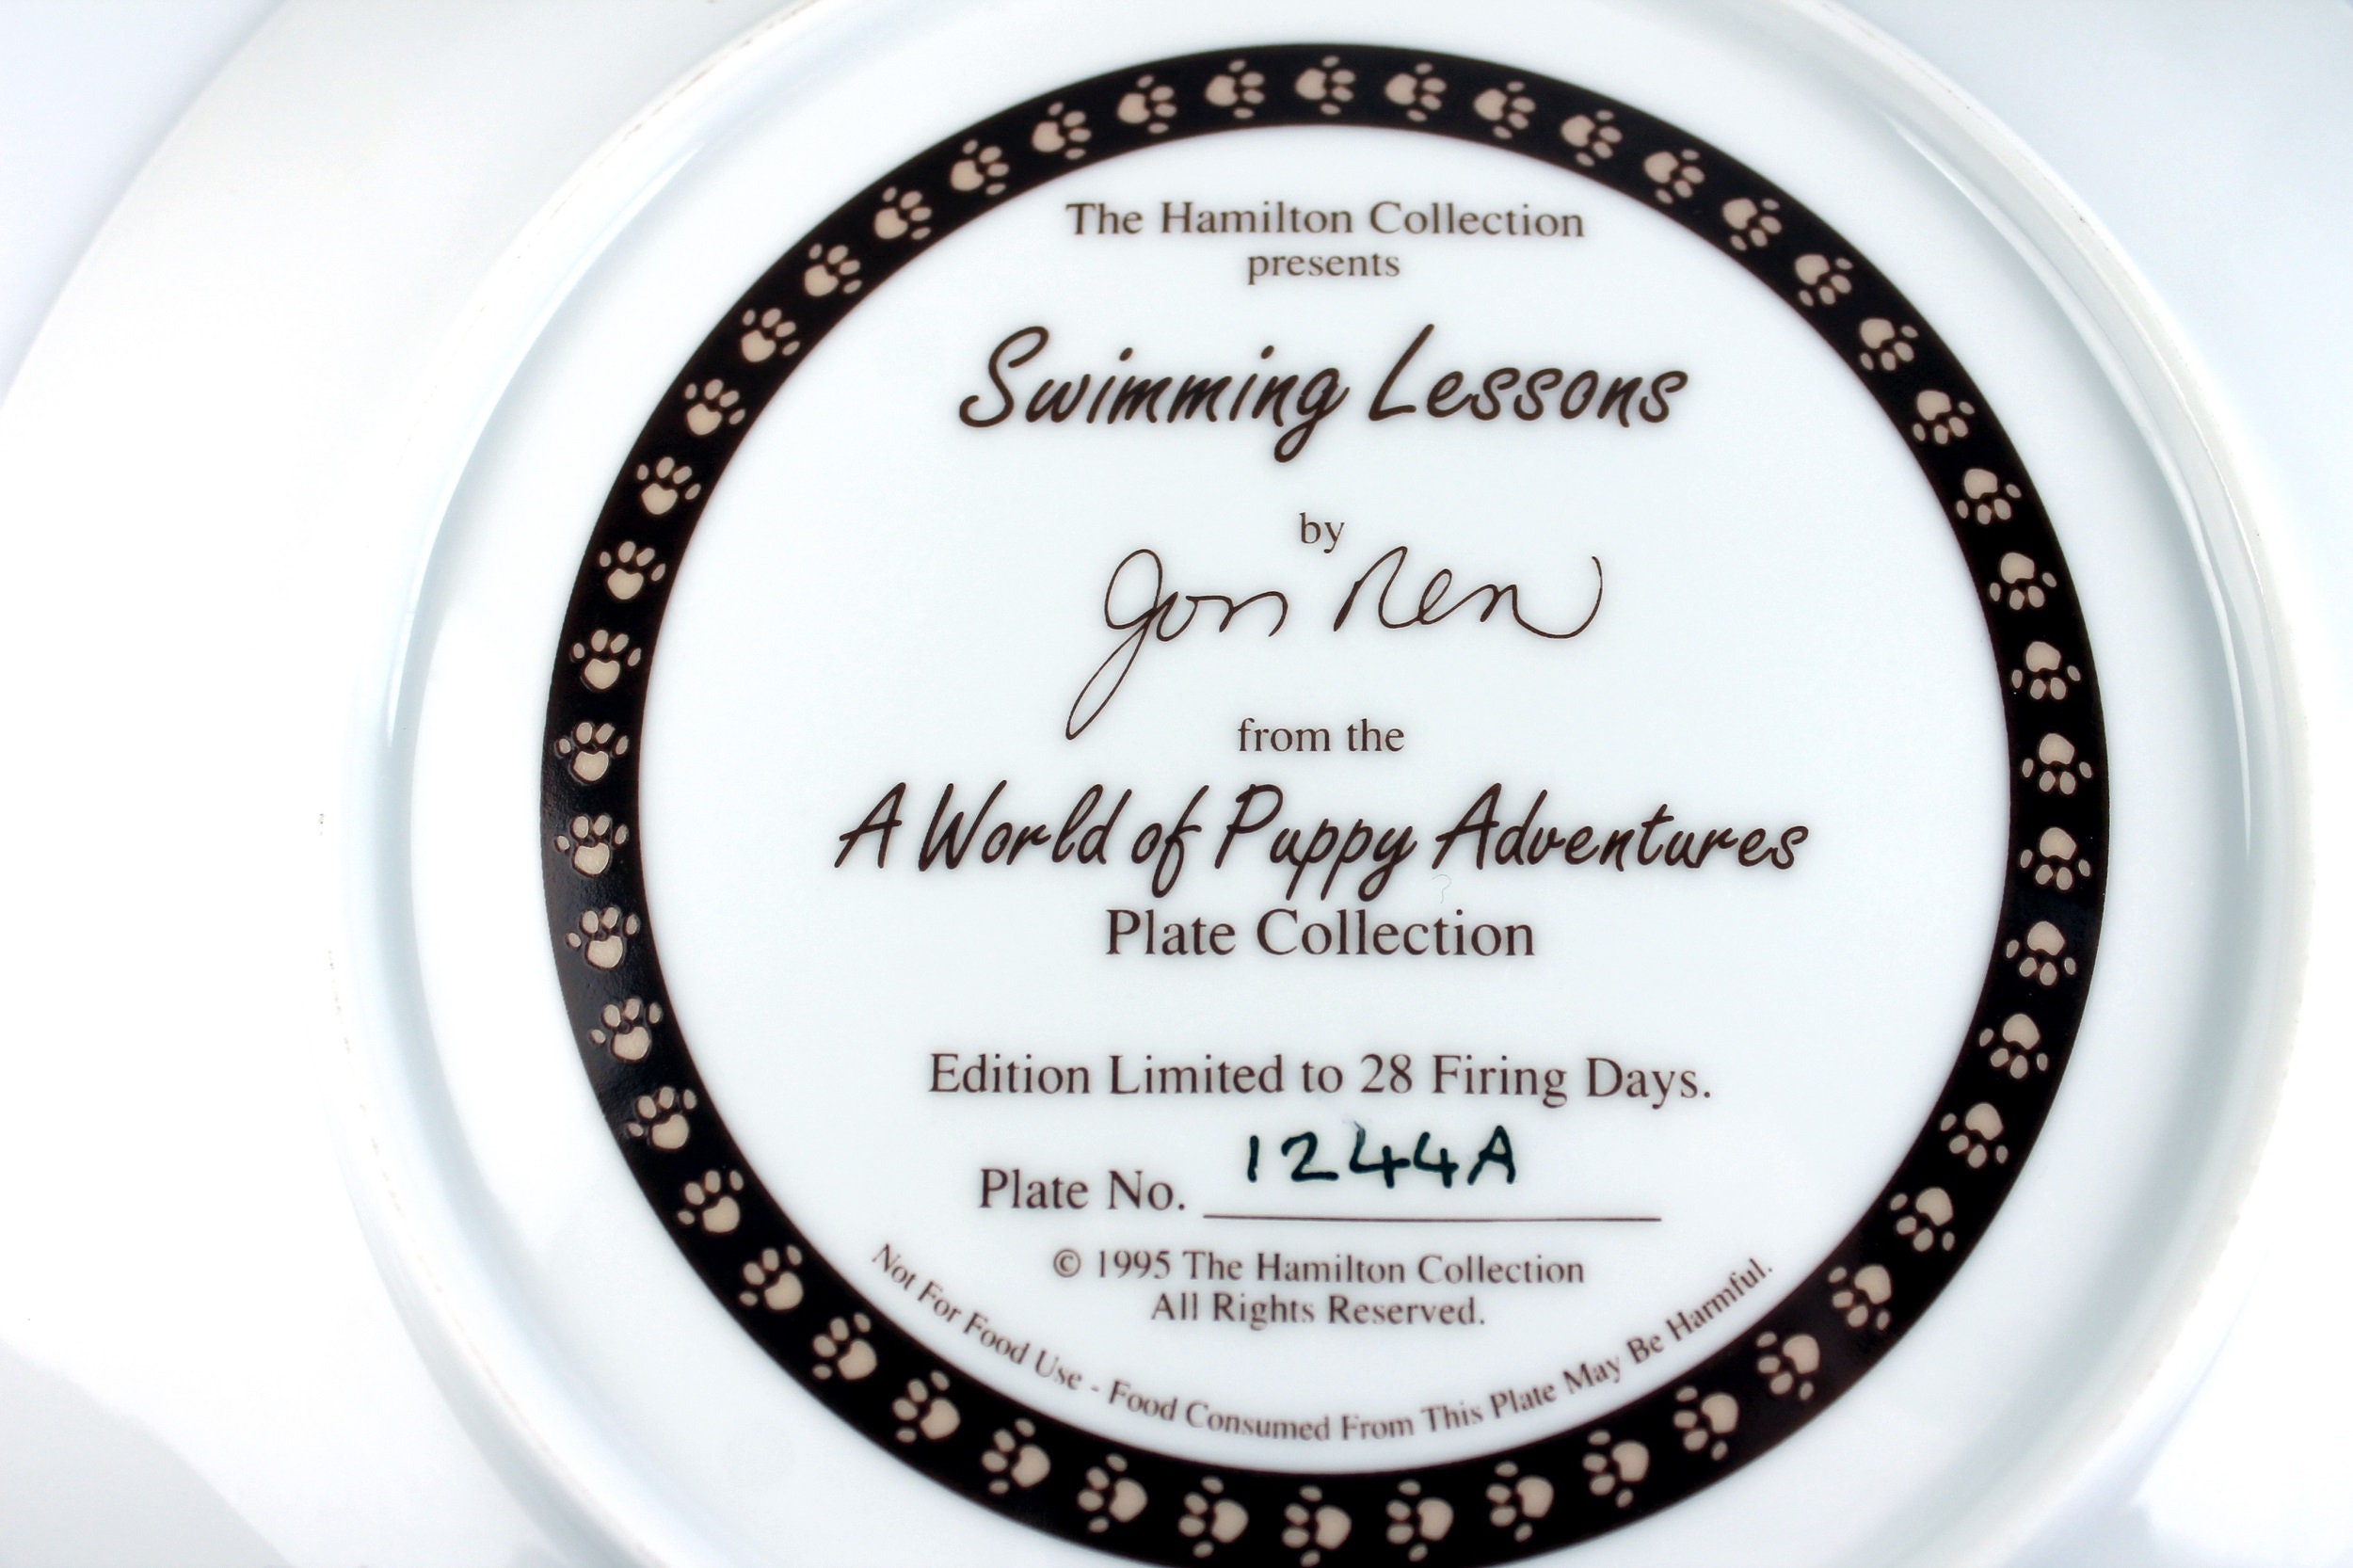 The Hamilton Collection
presents
Swimming Lessons
by
Jon Ren
from the
A World of Puppy Adventures
Plate Collection
Edition Limited to 28 Firing Days.
Plate No. 1244A
© 1995 The Hamilton Collection
All Rights Reserved.
Not For Food Use - Food Consumed From This Plate May Be Harmful.